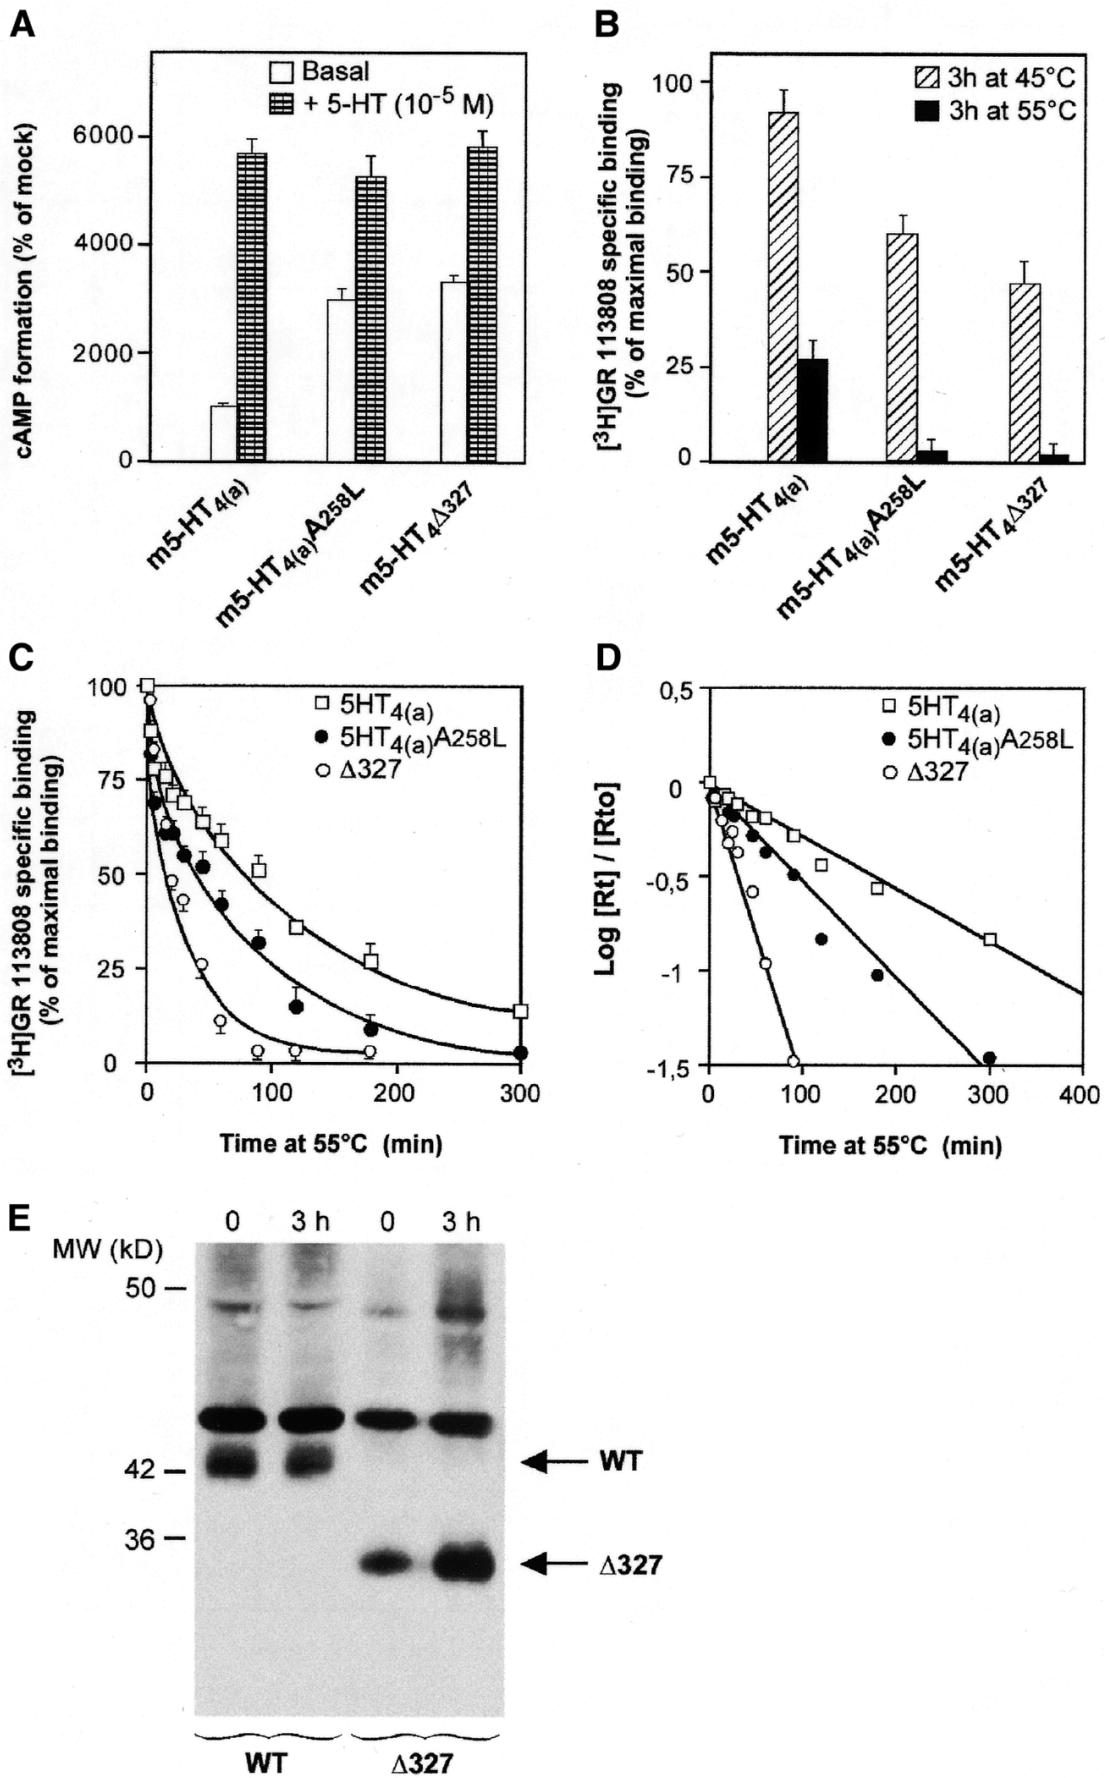 A
cAMP formation (% of mock)
Basal
+ 5-HT (10⁻⁵ M)
6000
4000
2000
0
m5-HT4(a)
m5-HT4(a)A258L
m5-HT4Δ327
B
[³H]GR 113808 specific binding
(% of maximal binding)
3h at 45°C
3h at 55°C
100
75
50
25
0
m5-HT4(a)
m5-HT4(a)A258L
m5-HT4Δ327
C
[³H]GR 113808 specific binding
(% of maximal binding)
5HT4(a)
5HT4(a)A258L
Δ327
100
75
50
25
0
0 100 200 300
Time at 55°C (min)
D
Log [Rt] / [Rto]
5HT4(a)
5HT4(a)A258L
Δ327
0,5
0
-0,5
-1
-1,5
0 100 200 300 400
Time at 55°C (min)
E
0 3 h 0 3 h
MW (kD)
50
42
36
WT
Δ327
WT Δ327